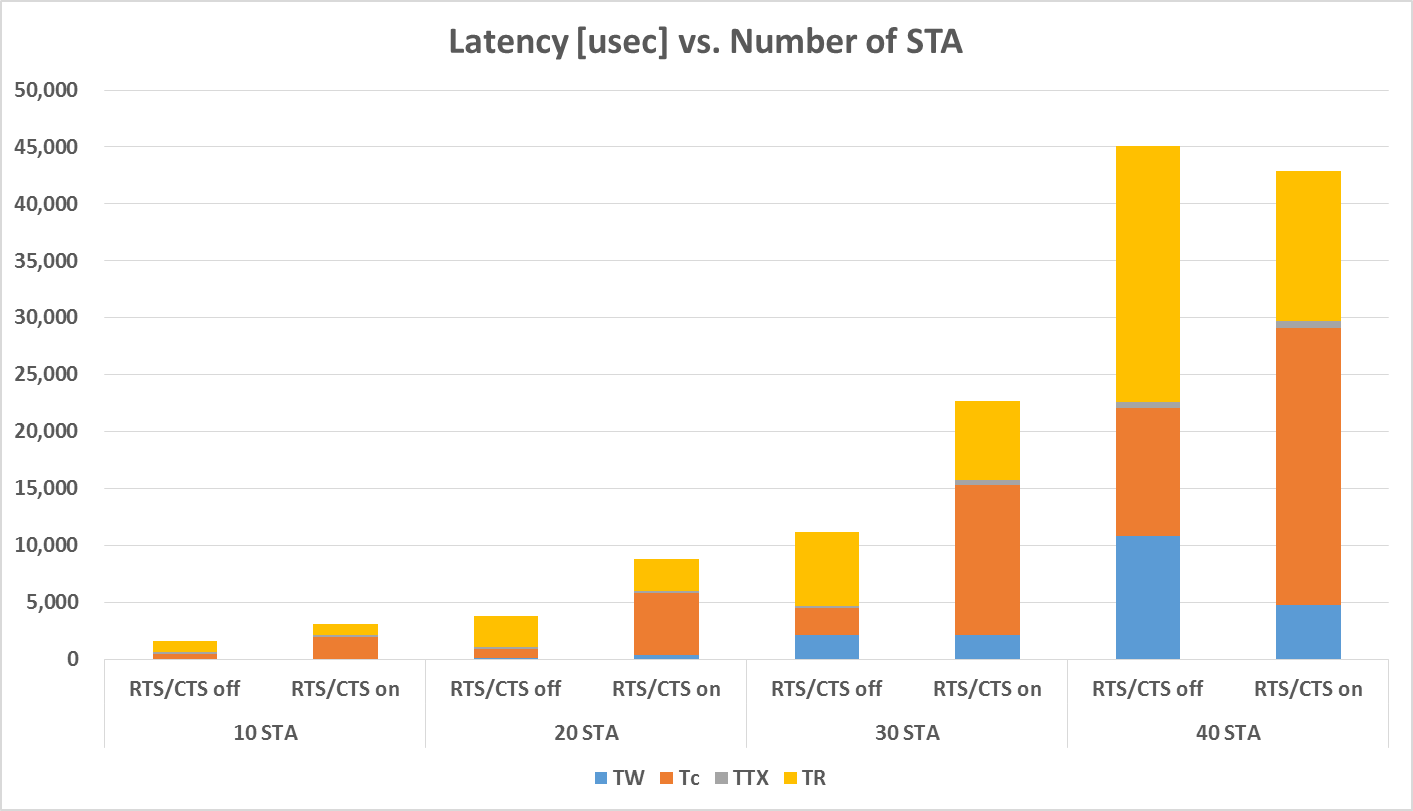 Latency [usec] vs. Number of STA
50,000
45,000
40,000
35,000
30,000
25,000
20,000
15,000
10,000
5,000
0
RTS/CTS off RTS/CTS on RTS/CTS off RTS/CTS on RTS/CTS off RTS/CTS on RTS/CTS off RTS/CTS on
10 STA 20 STA 30 STA 40 STA
TW Tc TTX TR